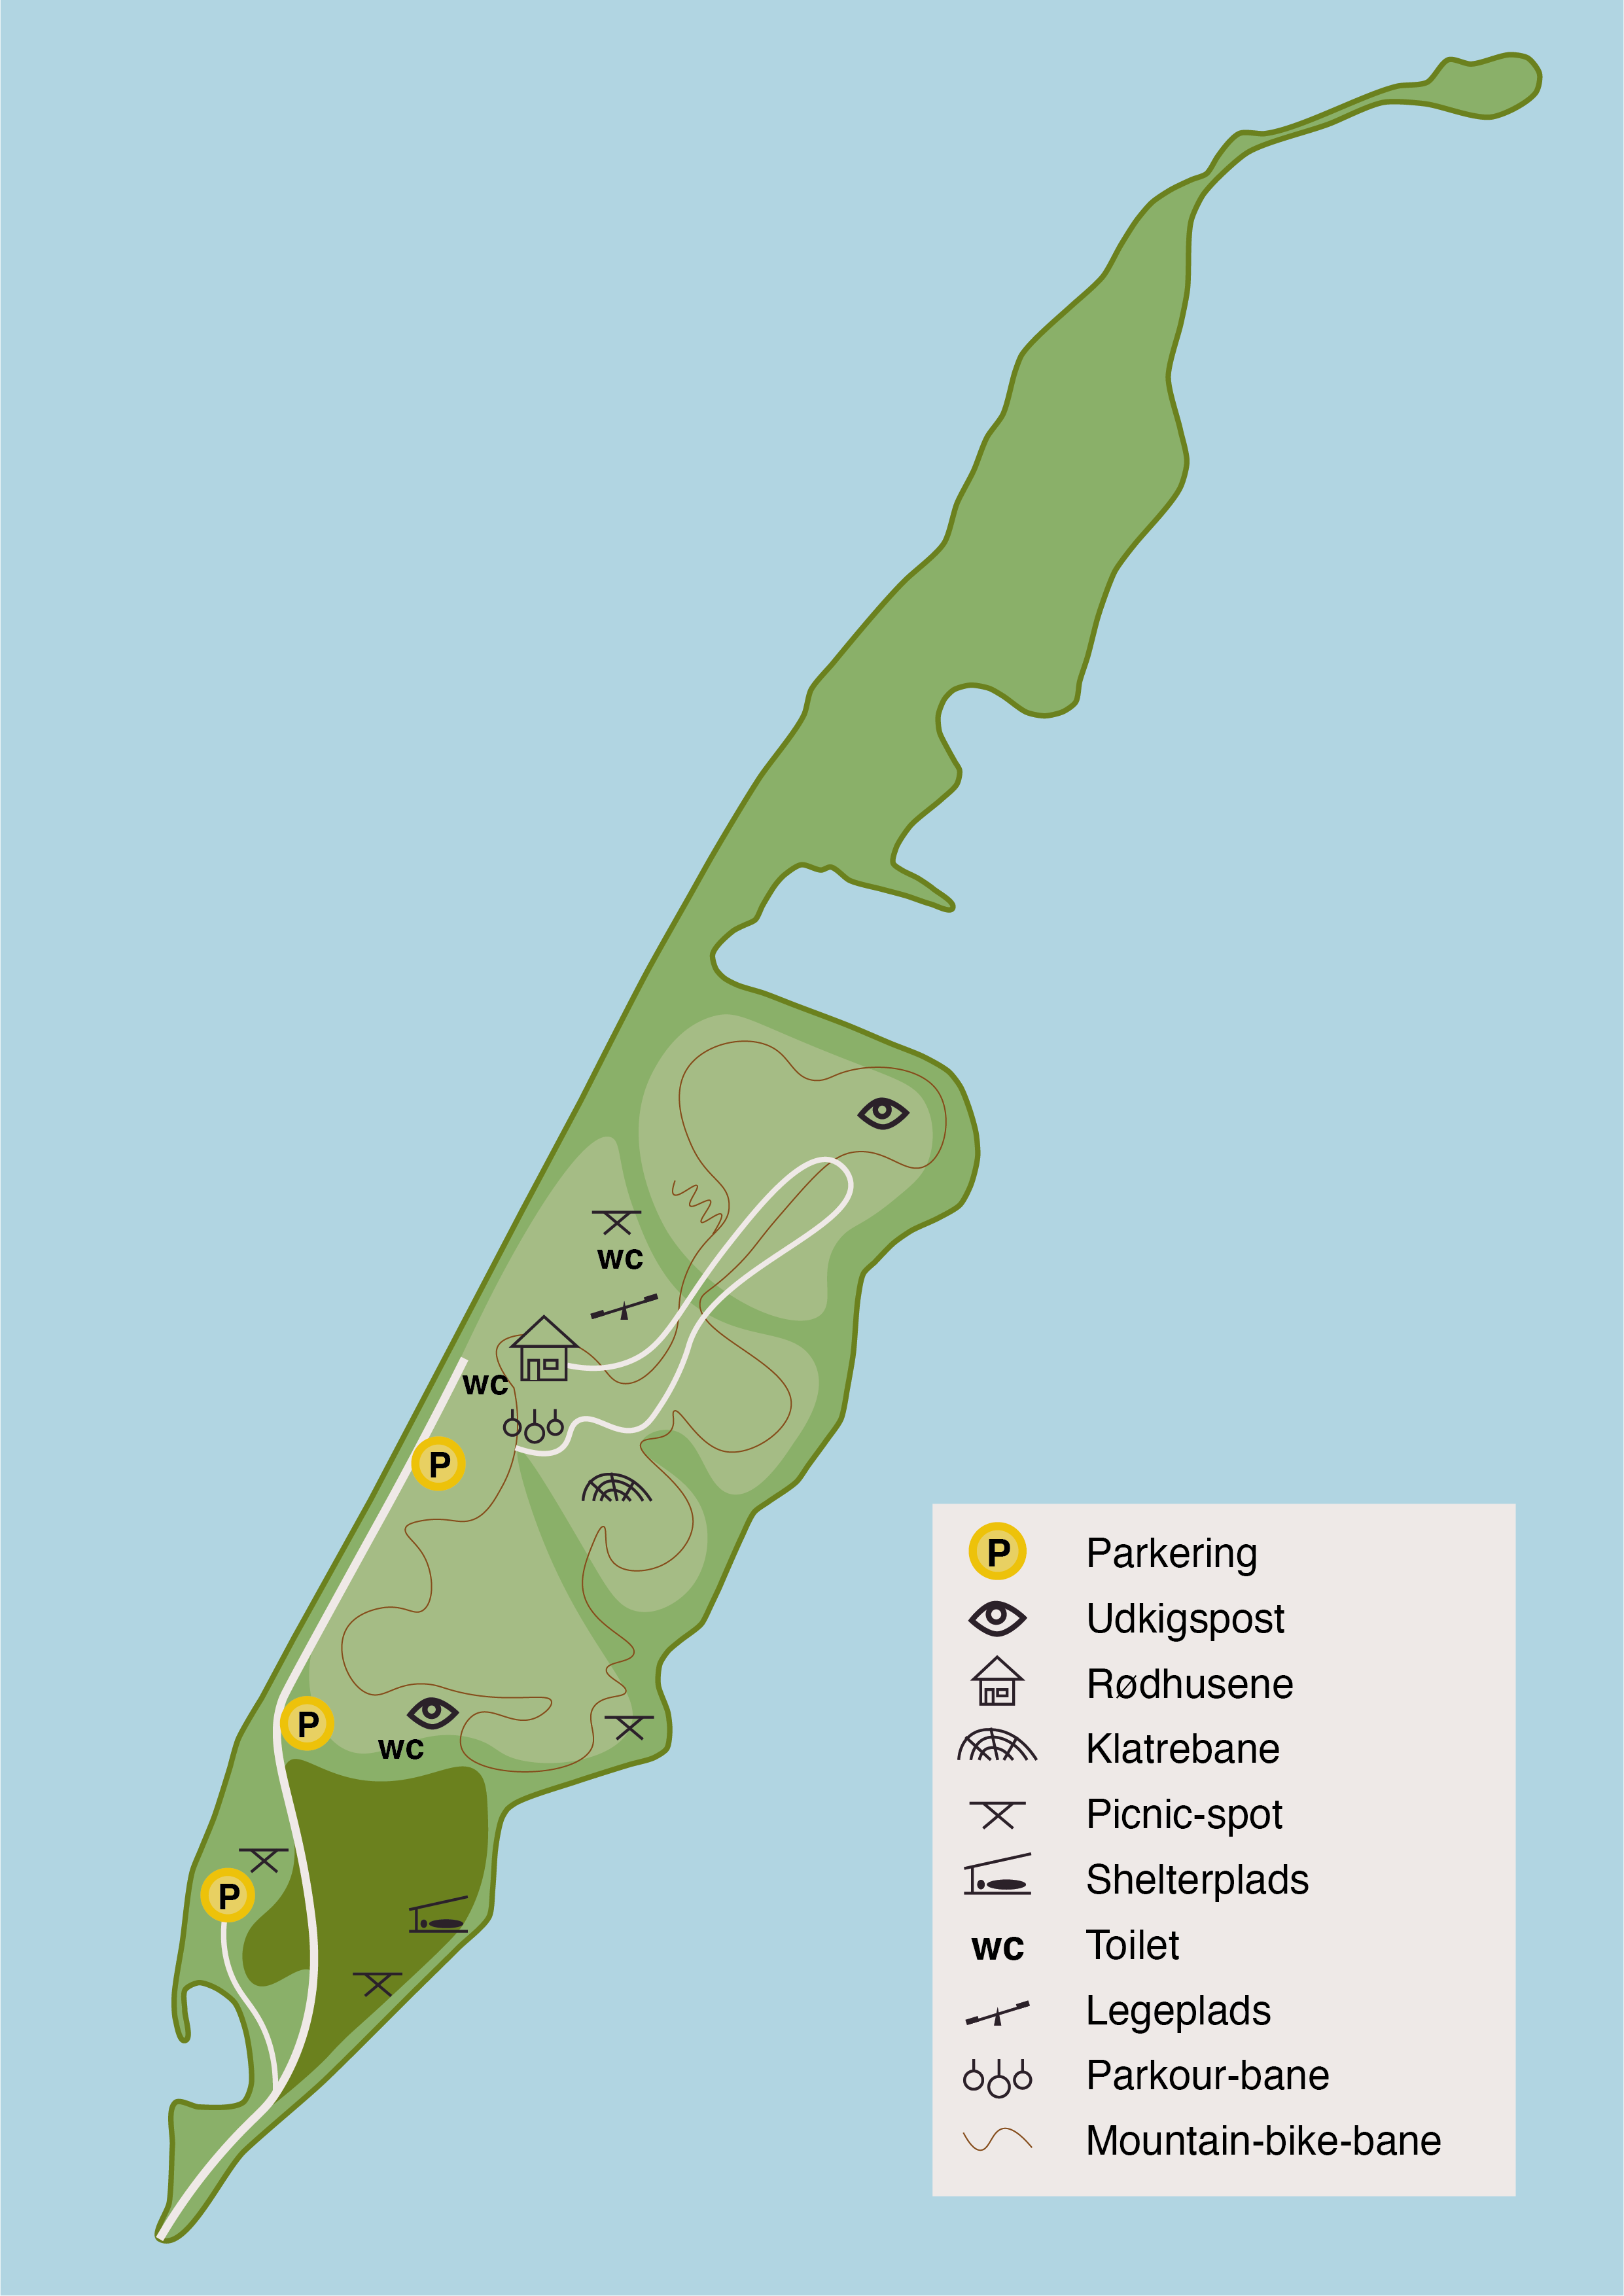 wc
wc
P
P
wc
P
P Parkering
Udkigspost
Rødhusene
Klatrebane
Picnic-spot
Shelterplads
wc Toilet
Legeplads
Parkour-bane
Mountain-bike-bane